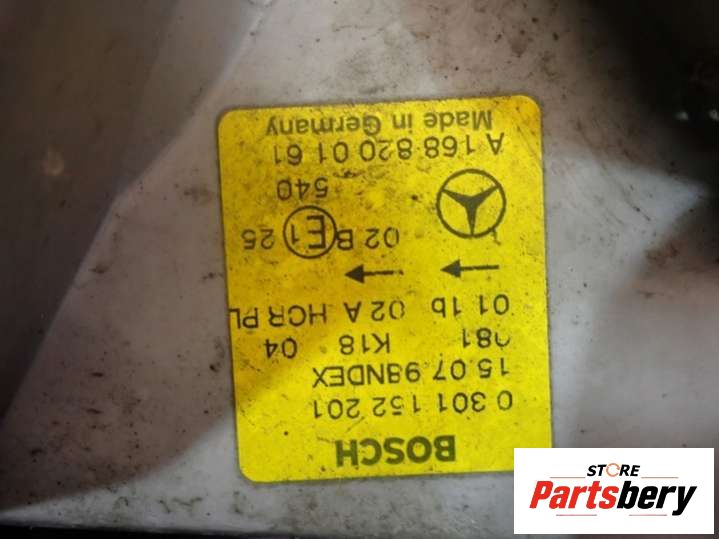 BOSCH
0 301 152 201
15.07.98NDEX
081 K18 04
01 1b 02 A HCR PL
02 B E1 25
540
A 168 820 01 61
Made in Germany
STORE
Partsbery